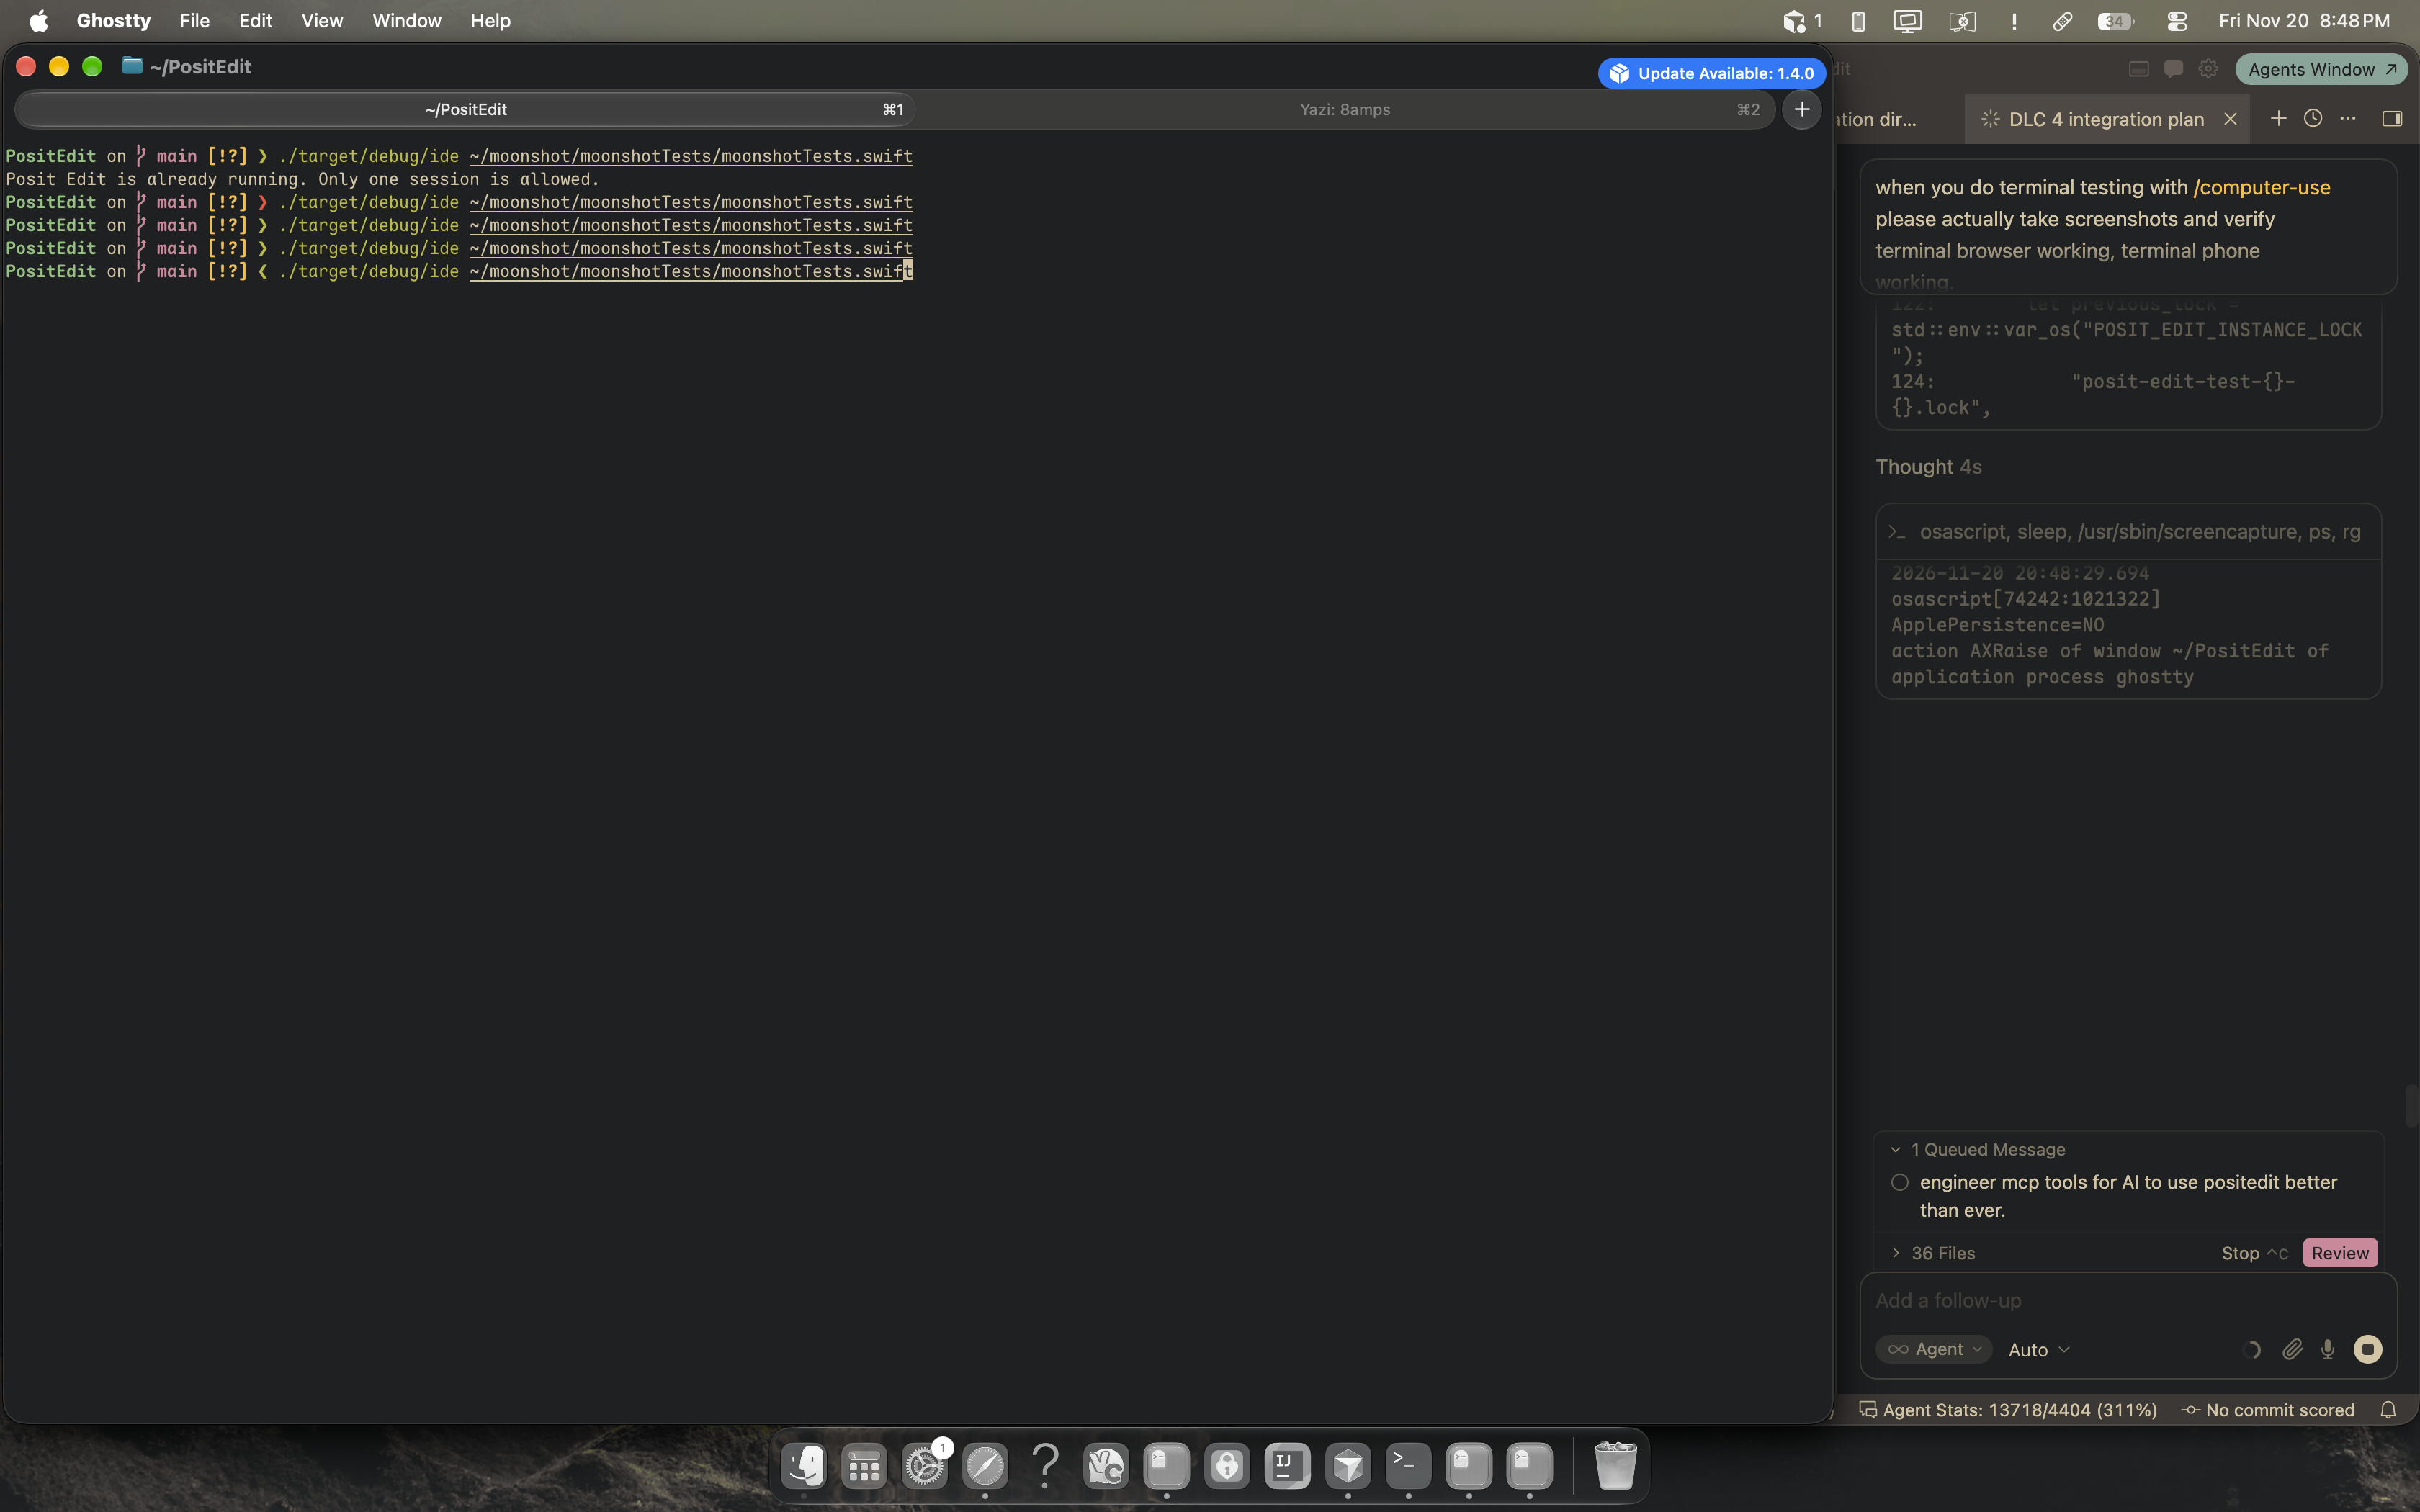 Ghostty File Edit View Window Help
1
34
Fri Nov 20 8:48 PM
~/PositEdit
Update Available: 1.4.0
~/PositEdit ⌘1
Yazi: 8amps ⌘2
PositEdit on main [!?] ❯ ./target/debug/ide ~/moonshot/moonshotTests/moonshotTests.swift
Posit Edit is already running. Only one session is allowed.
PositEdit on main [!?] ❯ ./target/debug/ide ~/moonshot/moonshotTests/moonshotTests.swift
PositEdit on main [!?] ❯ ./target/debug/ide ~/moonshot/moonshotTests/moonshotTests.swift
PositEdit on main [!?] ❯ ./target/debug/ide ~/moonshot/moonshotTests/moonshotTests.swift
PositEdit on main [!?] ❮ ./target/debug/ide ~/moonshot/moonshotTests/moonshotTests.swift
dit
Agents Window ↗
ation dir...
DLC 4 integration plan
when you do terminal testing with /computer-use
please actually take screenshots and verify
terminal browser working, terminal phone
working.
122: let previous_lock =
std::env::var_os("POSIT_EDIT_INSTANCE_LOCK
");
124: "posit-edit-test-{}-
{}.lock",
Thought 4s
>_ osascript, sleep, /usr/sbin/screencapture, ps, rg
2026-11-20 20:48:29.694
osascript[74242:1021322]
ApplePersistence=NO
action AXRaise of window ~/PositEdit of
application process ghostty
1 Queued Message
engineer mcp tools for AI to use positedit better
than ever.
36 Files
Stop ^C
Review
Add a follow-up
Agent
Auto
Agent Stats: 13718/4404 (311%)
No commit scored
1
IJ